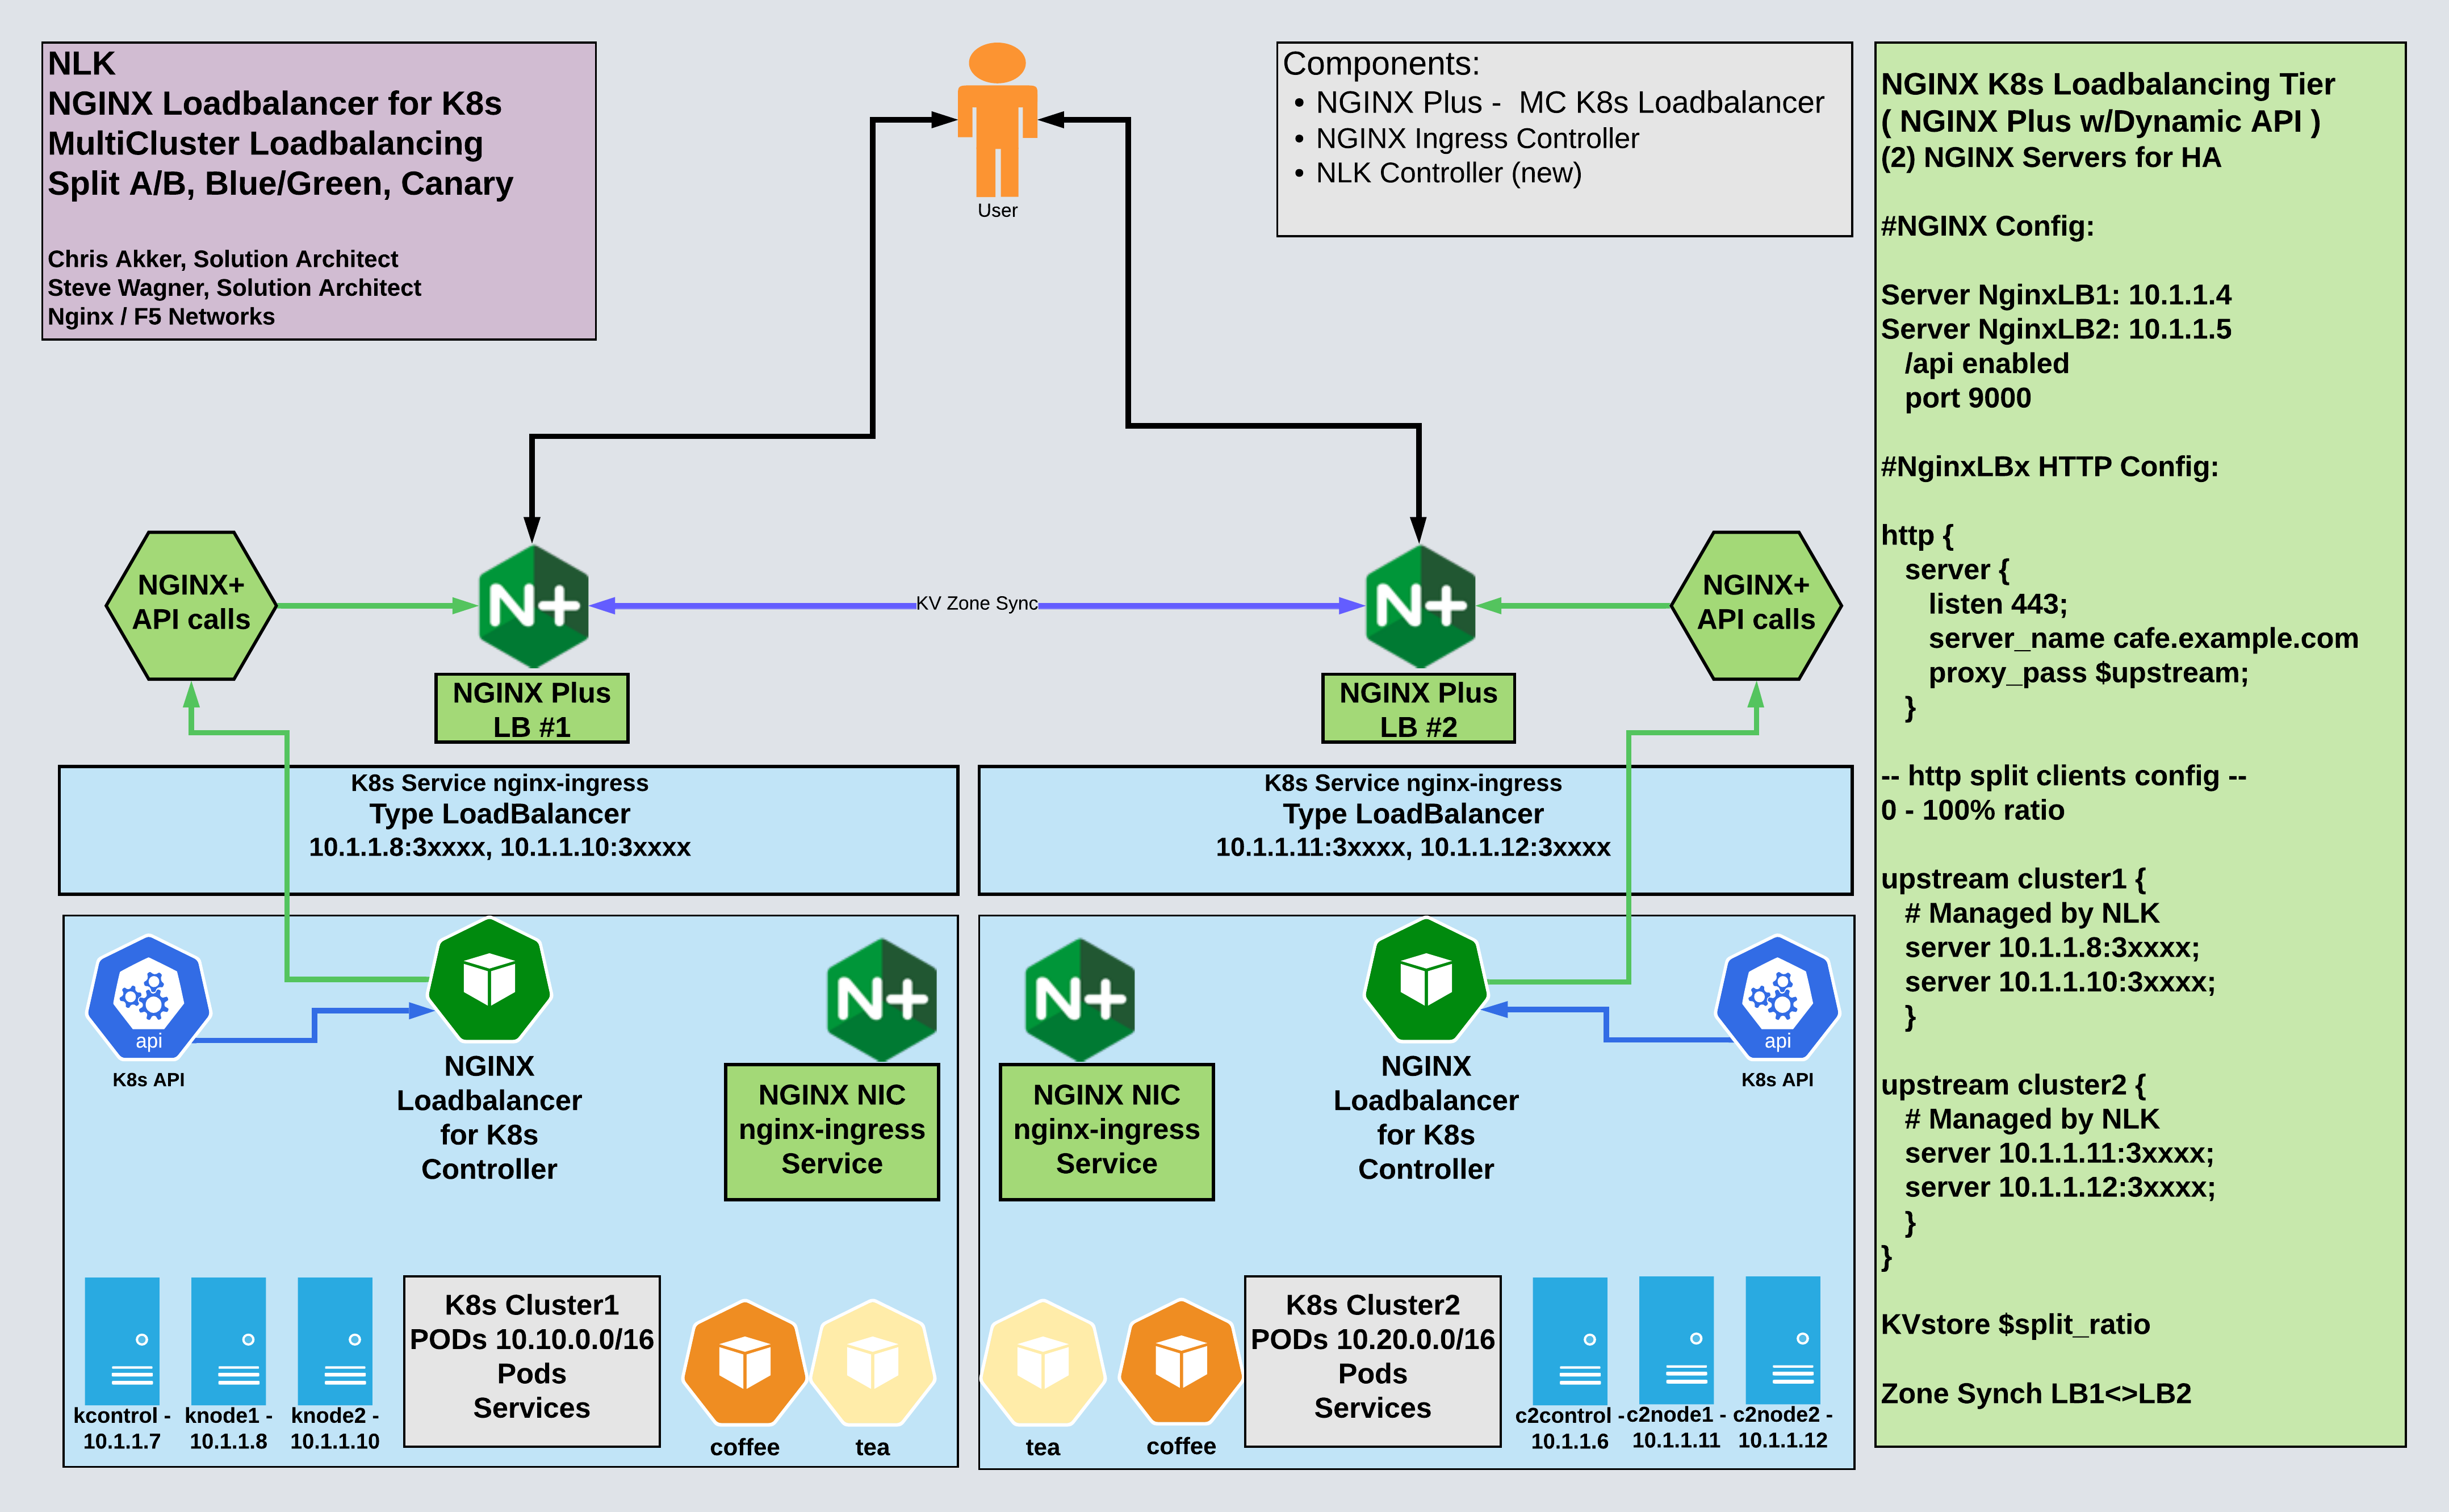 NLK
NGINX Loadbalancer for K8s
MultiCluster Loadbalancing
Split A/B, Blue/Green, Canary
Chris Akker, Solution Architect
Steve Wagner, Solution Architect
Nginx / F5 Networks
User
Components:
• NGINX Plus -  MC K8s Loadbalancer
• NGINX Ingress Controller
• NLK Controller (new)
NGINX+
API calls
N+
NGINX Plus
LB #1
KV Zone Sync
N+
NGINX Plus
LB #2
NGINX+
API calls
K8s Service nginx-ingress
Type LoadBalancer
10.1.1.8:3xxxx, 10.1.1.10:3xxxx
K8s Service nginx-ingress
Type LoadBalancer
10.1.1.11:3xxxx, 10.1.1.12:3xxxx
api
K8s API
NGINX
Loadbalancer
for K8s
Controller
N+
NGINX NIC
nginx-ingress
Service
kcontrol -
10.1.1.7
knode1 -
10.1.1.8
knode2 -
10.1.1.10
K8s Cluster1
PODs 10.10.0.0/16
Pods
Services
coffee
tea
N+
NGINX NIC
nginx-ingress
Service
NGINX
Loadbalancer
for K8s
Controller
api
K8s API
tea
coffee
K8s Cluster2
PODs 10.20.0.0/16
Pods
Services
c2control -
10.1.1.6
c2node1 -
10.1.1.11
c2node2 -
10.1.1.12
NGINX K8s Loadbalancing Tier
( NGINX Plus w/Dynamic API )
(2) NGINX Servers for HA
#NGINX Config:
Server NginxLB1: 10.1.1.4
Server NginxLB2: 10.1.1.5
/api enabled
port 9000
#NginxLBx HTTP Config:
http {
server {
listen 443;
server_name cafe.example.com
proxy_pass $upstream;
}
-- http split clients config --
0 - 100% ratio
upstream cluster1 {
# Managed by NLK
server 10.1.1.8:3xxxx;
server 10.1.1.10:3xxxx;
}
upstream cluster2 {
# Managed by NLK
server 10.1.1.11:3xxxx;
server 10.1.1.12:3xxxx;
}
}
KVstore $split_ratio
Zone Synch LB1<>LB2